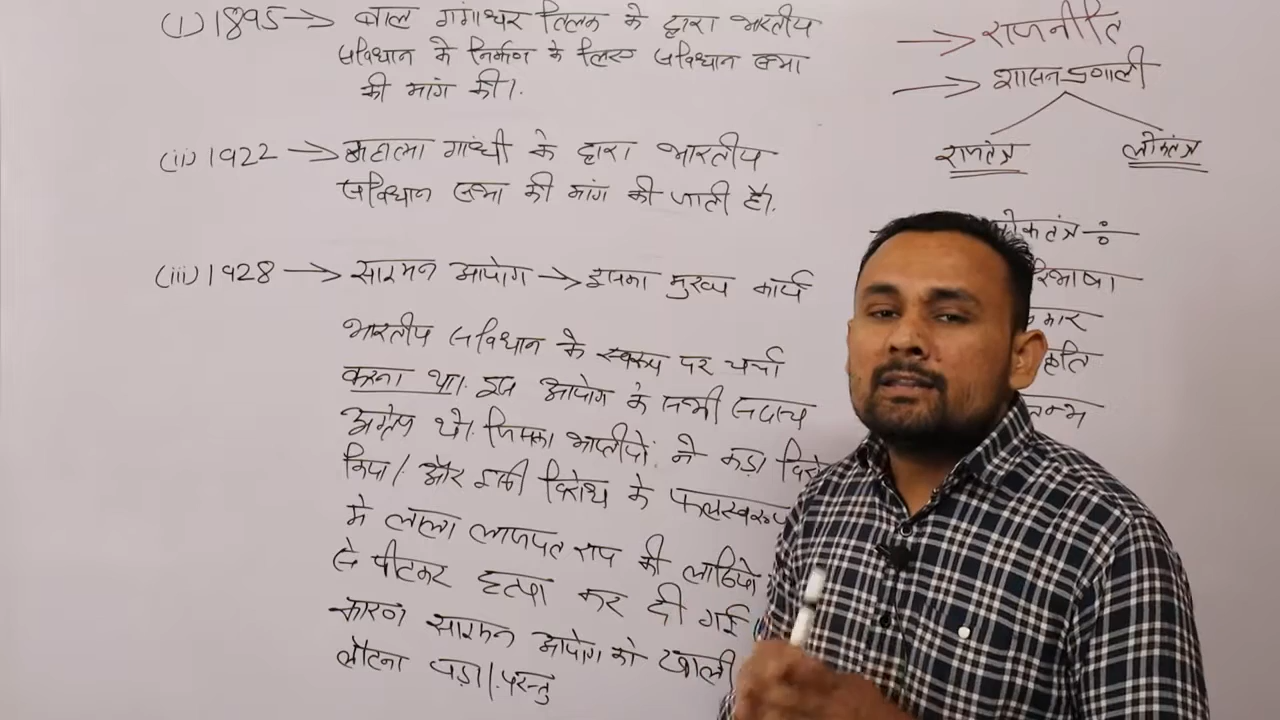 (i) 1895 → बाल गंगाधर तिलक के द्वारा भारतीय
संविधान के निर्माण के लिए संविधान सभा
की मांग की।
(ii) 1922 → महात्मा गांधी के द्वारा भारतीय
संविधान सभा की मांग की जाती है।
(iii) 1928 → साइमन आयोग → इसका मुख्य कार्य
भारतीय संविधान के स्वरूप पर चर्चा
करना था। इस आयोग के सभी सदस्य
अंग्रेज थे। जिसका भारतीयों ने कड़ा
किया। और इसी विरोध के फलस्वरूप
मे लाला लाजपत राय की लाठियो
से पीटकर हत्या कर दी गई
कारण साइमन आयोग को खाली
लौटना पड़ा। परन्तु
→ राजनीति
→ शासन प्रणाली
राजतंत्र लोकतंत्र
लोकतंत्र ÷